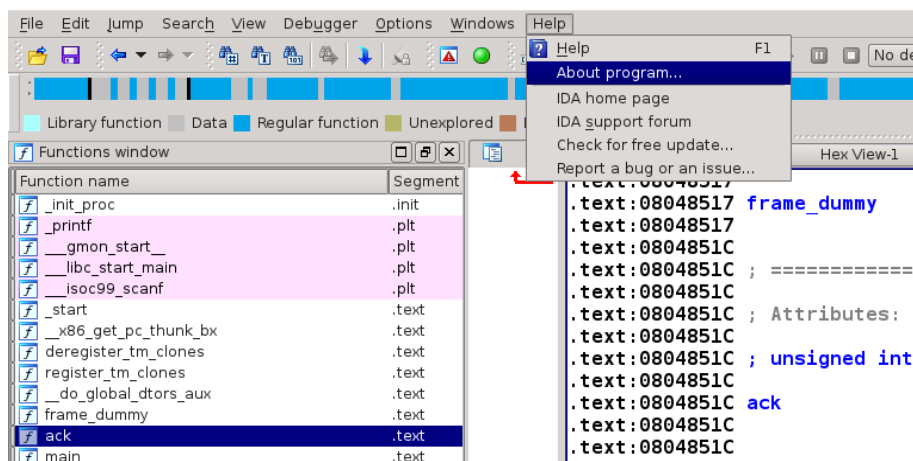 File Edit Jump Search View Debugger Options Windows Help
No de
Help F1
About program...
IDA home page
IDA support forum
Check for free update...
Report a bug or an issue...
Library function Data Regular function Unexplored
Functions window
Hex View-1
Function name Segment
_init_proc .init
_printf .plt
___gmon_start__ .plt
___libc_start_main .plt
___isoc99_scanf .plt
_start .text
__x86_get_pc_thunk_bx .text
deregister_tm_clones .text
register_tm_clones .text
__do_global_dtors_aux .text
frame_dummy .text
ack .text
main .text
.text:08048517
.text:08048517 frame_dummy
.text:08048517
.text:0804851C
.text:0804851C ; =============
.text:0804851C
.text:0804851C ; Attributes:
.text:0804851C
.text:0804851C ; unsigned int
.text:0804851C
.text:0804851C ack
.text:0804851C
.text:0804851C